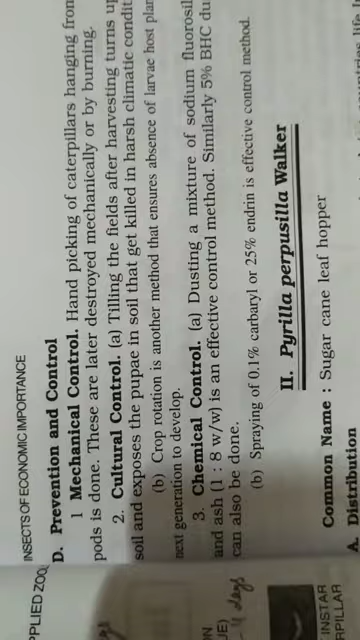 INSECTS OF ECONOMIC IMPORTANCE
D. Prevention and Control
1 Mechanical Control. Hand picking of caterpillars hanging from
pods is done. These are later destroyed mechanically or by burning.
2. Cultural Control. (a) Tilling the fields after harvesting turns up
soil and exposes the pupae in soil that get killed in harsh climatic condit
(b) Crop rotation is another method that ensures absence of larvae host plan
next generation to develop.
3. Chemical Control. (a) Dusting a mixture of sodium fluorosil
and ash (1 : 8 w/w) is an effective control method. Similarly 5% BHC du
can also be done.
(b) Spraying of 0.1% carbaryl or 25% endrin is effective control method.
II. Pyrilla perpusilla Walker
Common Name : Sugar cane leaf hopper
A. Distribution
PPLIED ZOO
days
INSTAR
RPILLAR